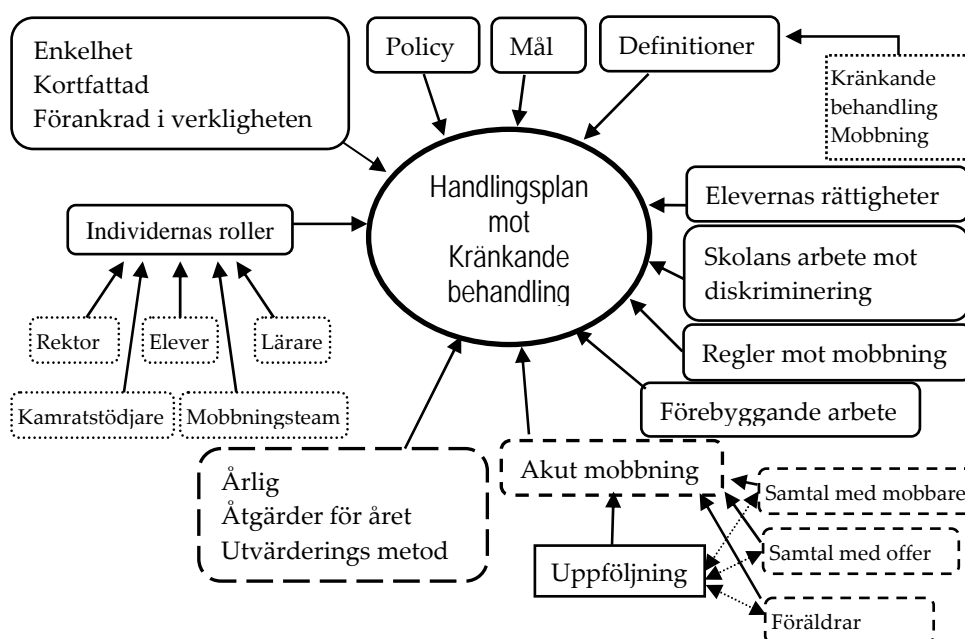 Enkelhet
Kortfattad
Förankrad i verkligheten
Policy
Mål
Definitioner
Kränkande
behandling
Mobbning
Handlingsplan
mot
Kränkande
behandling
Elevernas rättigheter
Skolans arbete mot
diskriminering
Regler mot mobbning
Förebyggande arbete
Individernas roller
Rektor
Elever
Lärare
Kamratstödjare
Mobbningsteam
Årlig
Åtgärder för året
Utvärderings metod
Akut mobbning
Uppföljning
Samtal med mobbare
Samtal med offer
Föräldrar